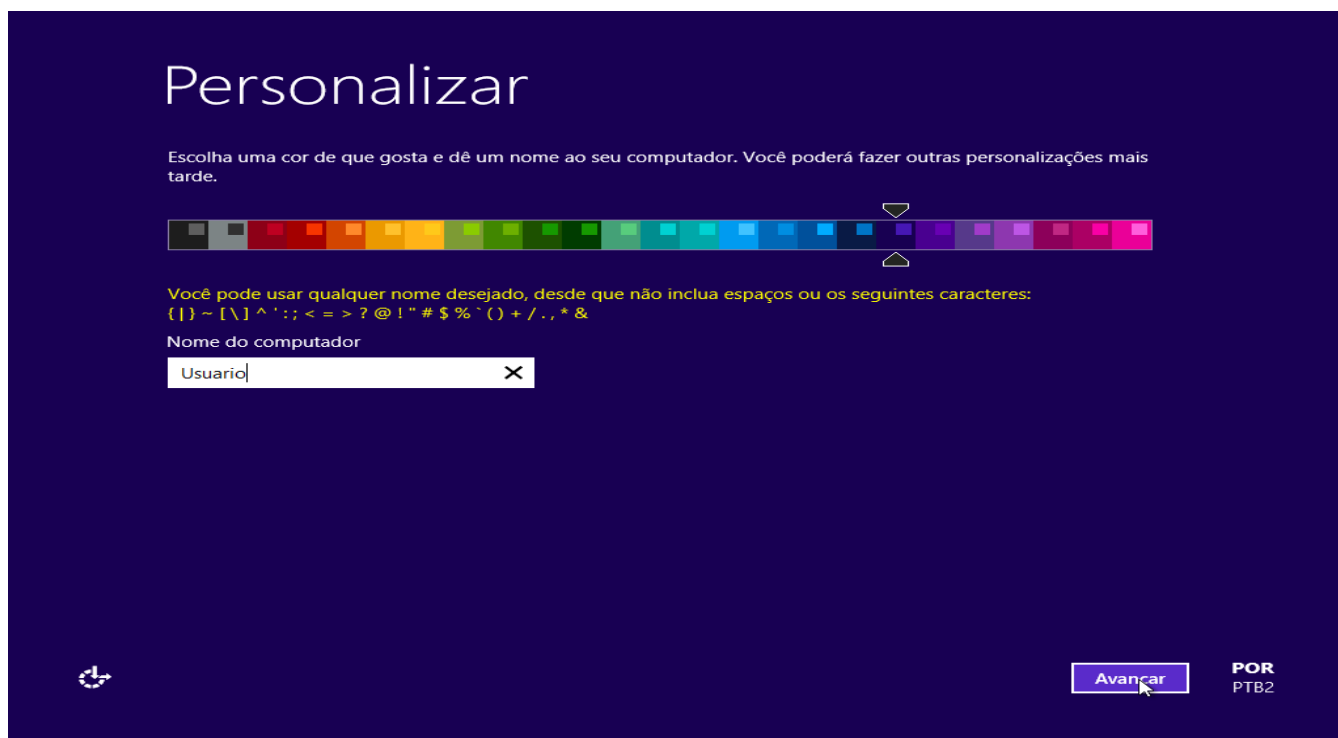 Personalizar
Escolha uma cor de que gosta e dê um nome ao seu computador. Você poderá fazer outras personalizações mais
tarde.
Você pode usar qualquer nome desejado, desde que não inclua espaços ou os seguintes caracteres:
{ | } ~ [ \ ] ^ ' : ; < = > ? @ ! " # $ % ` ( ) + / . , * &
Nome do computador
Usuario
Avançar
POR
PTB2